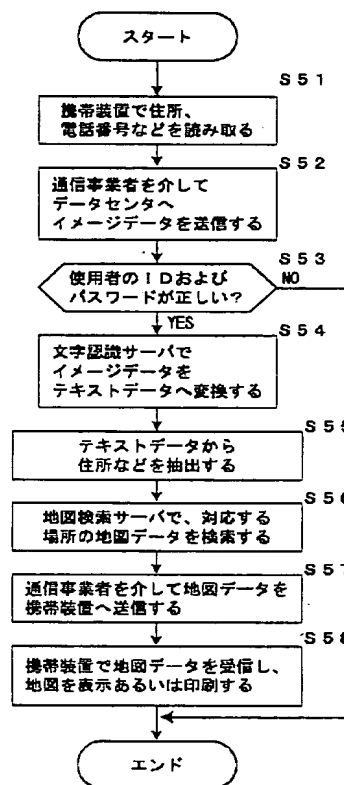 スタート
S51
携帯装置で住所、
電話番号などを読み取る
S52
通信事業者を介して
データセンタへ
イメージデータを送信する
S53
使用者のIDおよび
パスワードが正しい?
NO
YES
S54
文字認識サーバで
イメージデータを
テキストデータへ変換する
S55
テキストデータから
住所などを抽出する
S56
地図検索サーバで、対応する
場所の地図データを検索する
S57
通信事業者を介して地図データを
携帯装置へ送信する
S58
携帯装置で地図データを受信し、
地図を表示あるいは印刷する
エンド